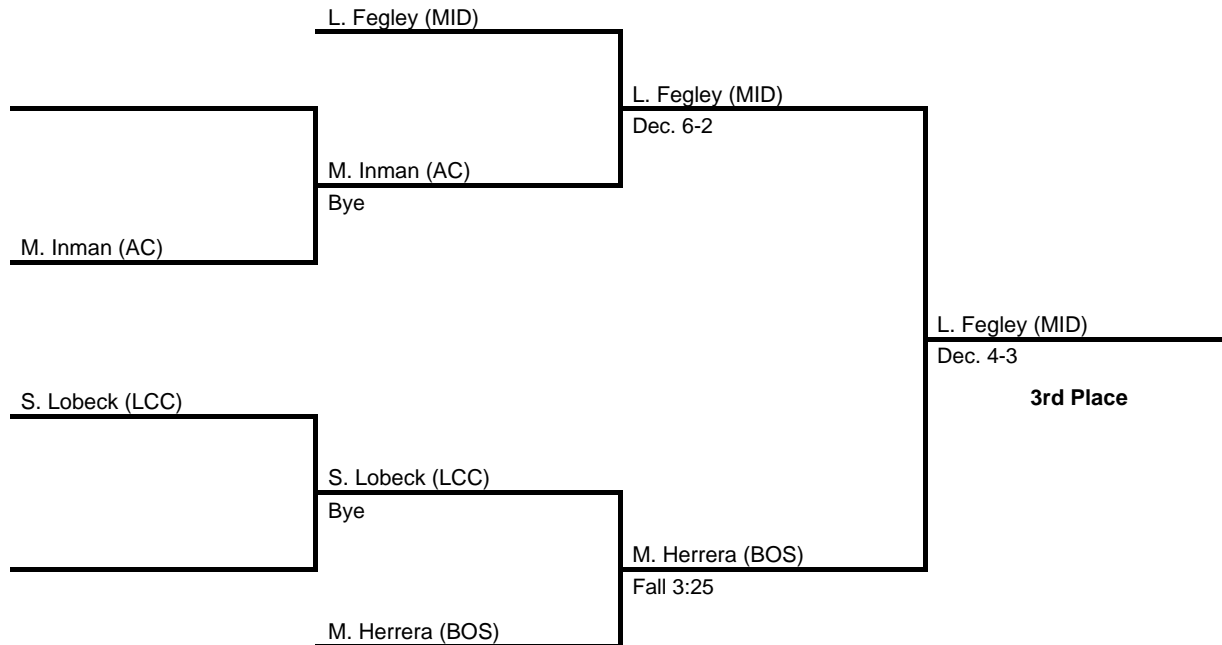 L. Fegley (MID)
L. Fegley (MID)
Dec. 6-2
M. Inman (AC)
Bye
M. Inman (AC)
L. Fegley (MID)
Dec. 4-3
3rd Place
S. Lobeck (LCC)
S. Lobeck (LCC)
Bye
M. Herrera (BOS)
Fall 3:25
M. Herrera (BOS)